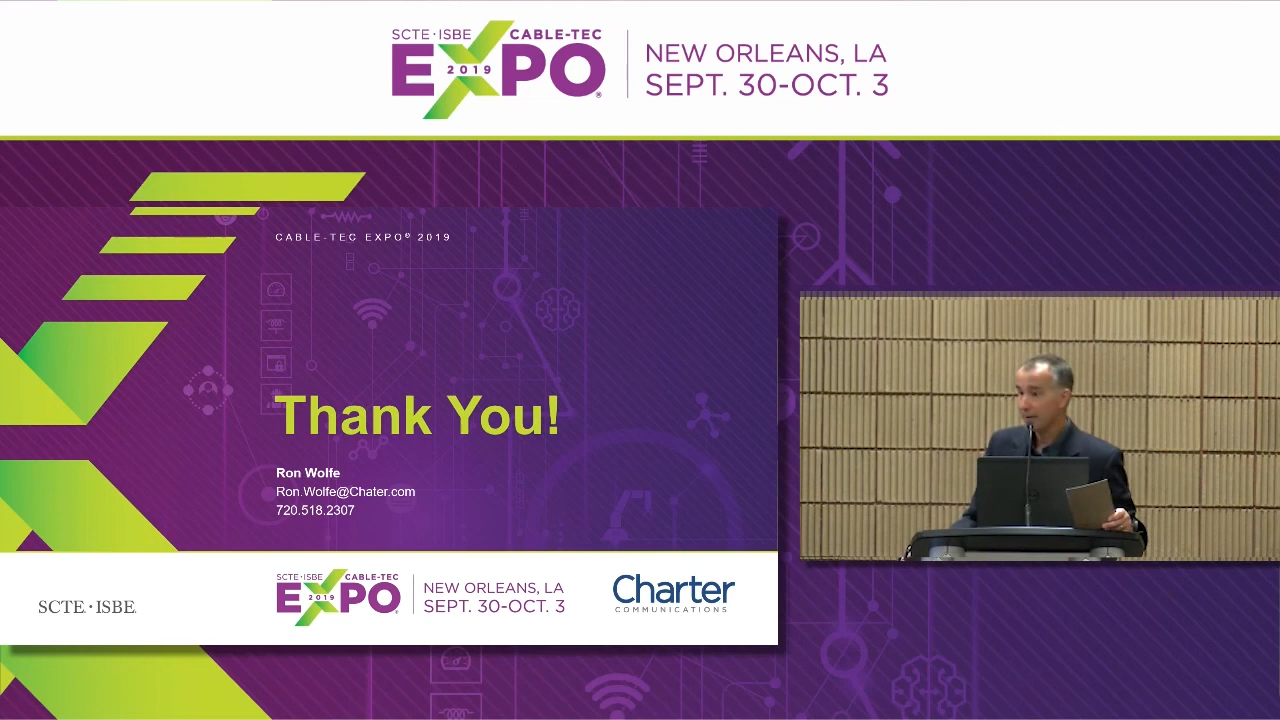 SCTE·ISBE CABLE-TEC
EXPO®
2019
NEW ORLEANS, LA
SEPT. 30-OCT. 3
CABLE-TEC EXPO® 2019
Thank You!
Ron Wolfe
Ron.Wolfe@Chater.com
720.518.2307
SCTE·ISBE
SCTE·ISBE CABLE-TEC
EXPO®
2019
NEW ORLEANS, LA
SEPT. 30-OCT. 3
Charter
COMMUNICATIONS